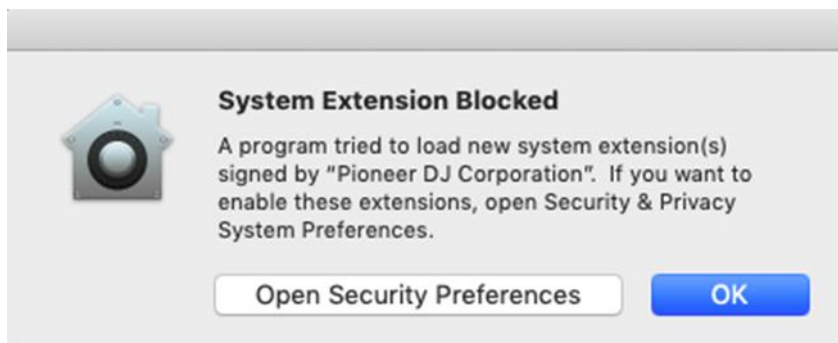 System Extension Blocked
A program tried to load new system extension(s)
signed by “Pioneer DJ Corporation”.  If you want to
enable these extensions, open Security & Privacy
System Preferences.
Open Security Preferences
OK